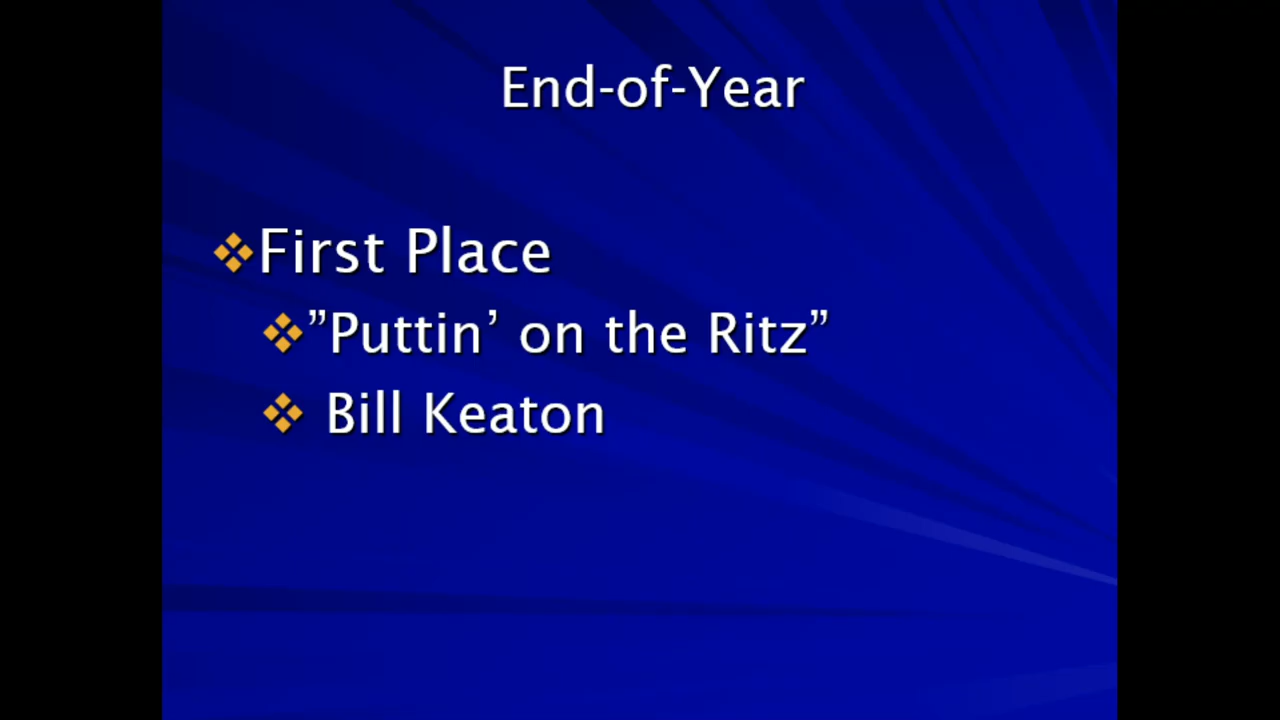 End-of-Year
❖First Place
❖”Puttin’ on the Ritz”
❖ Bill Keaton